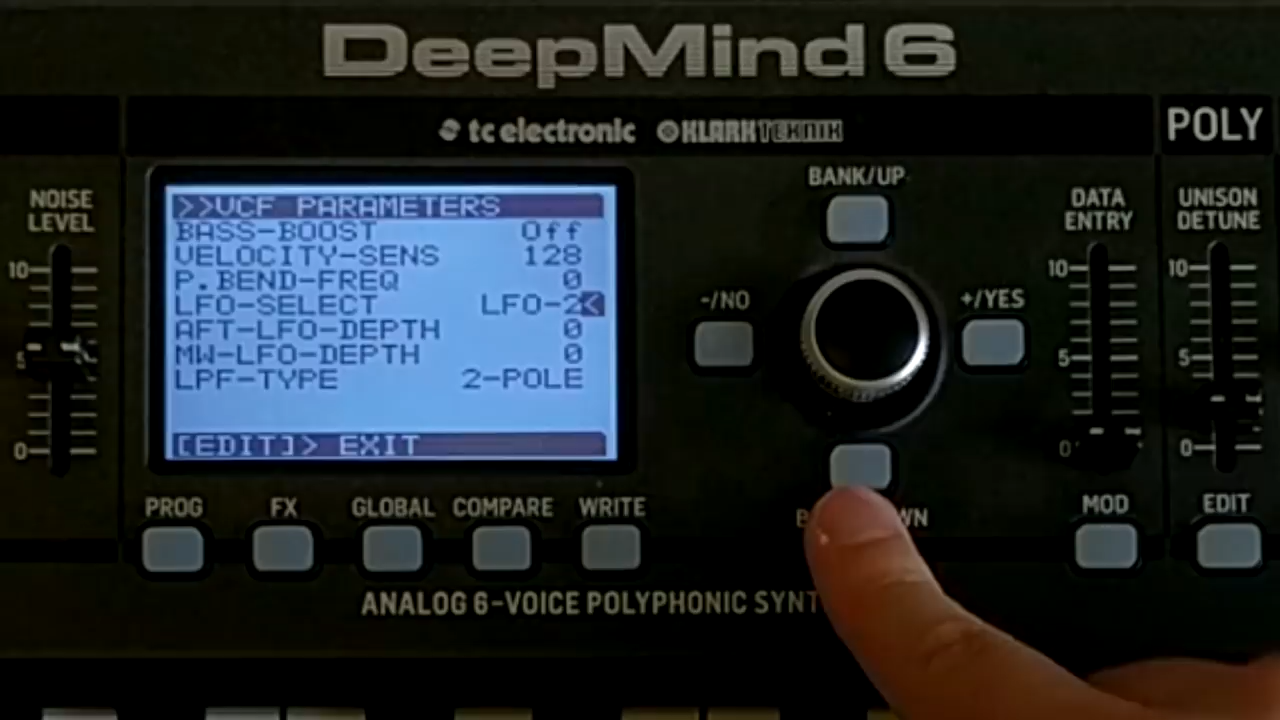 DeepMind 6
tc electronic KLARK TEKNIK
POLY
NOISE
LEVEL
10
5
0
>>VCF PARAMETERS
BASS-BOOST Off
VELOCITY-SENS 128
P.BEND-FREQ 0
LFO-SELECT LFO-2<
AFT-LFO-DEPTH 0
MW-LFO-DEPTH 0
LPF-TYPE 2-POLE
[EDIT]> EXIT
BANK/UP
-/NO
+/YES
DATA
ENTRY
10
5
0
UNISON
DETUNE
10
5
0
PROG FX GLOBAL COMPARE WRITE
MOD EDIT
ANALOG 6-VOICE POLYPHONIC